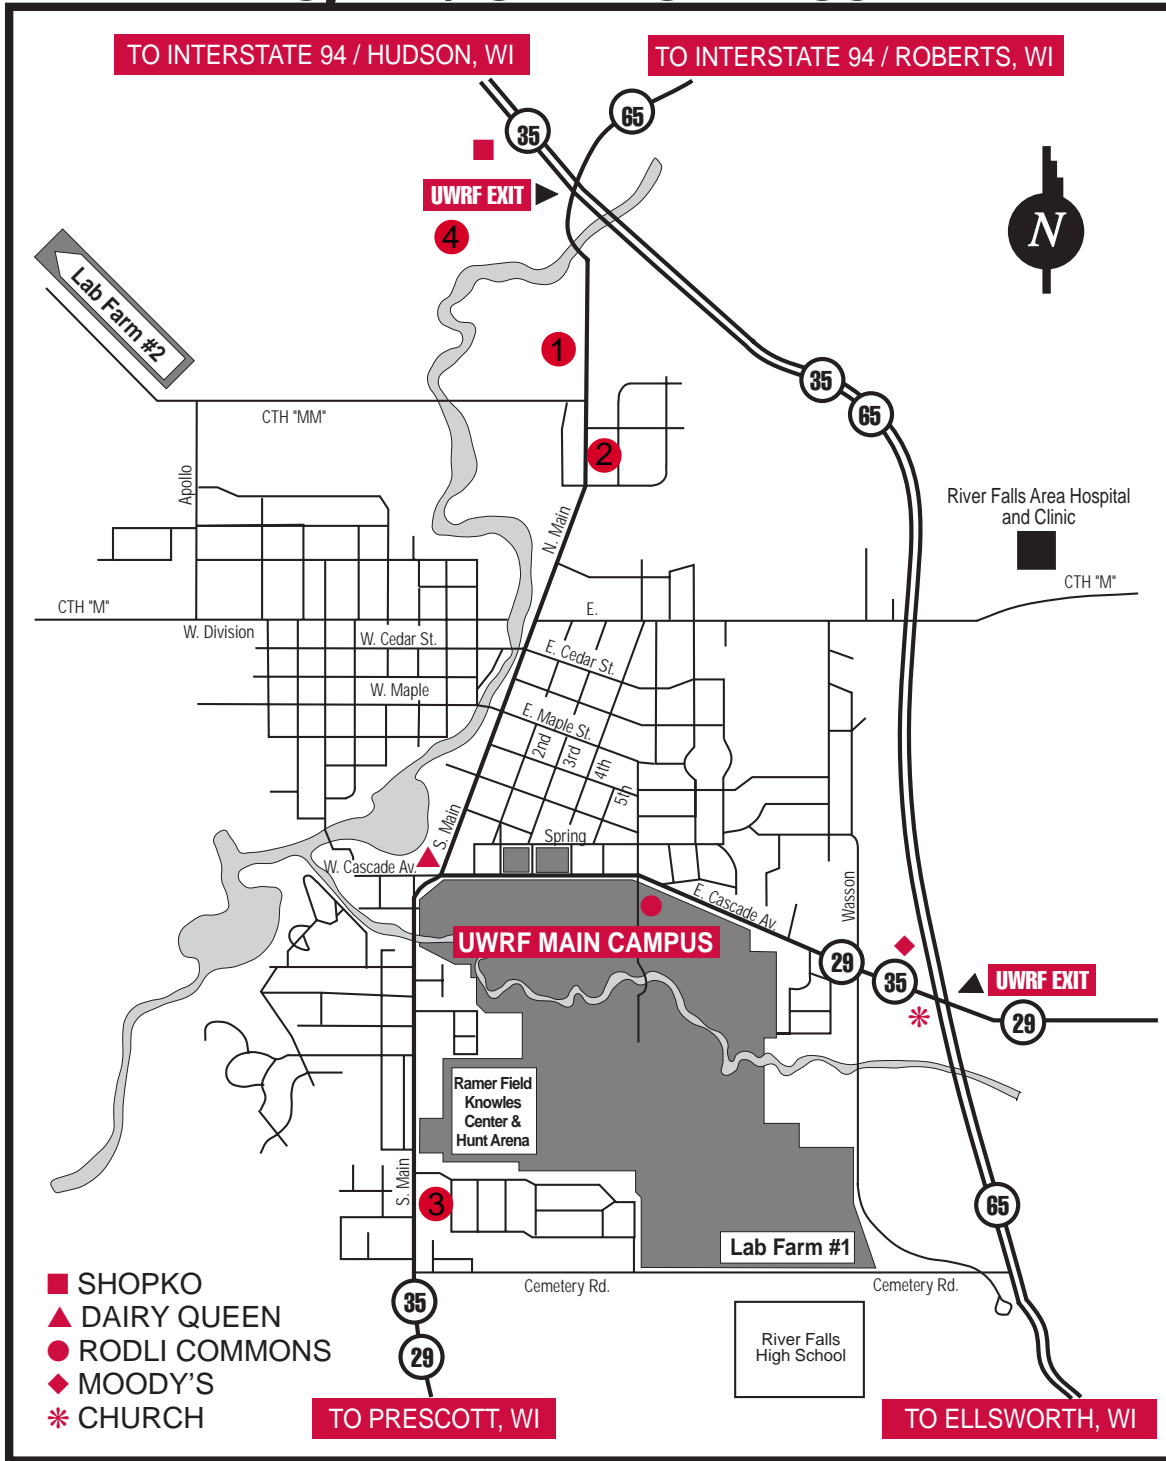 TO INTERSTATE 94 / HUDSON, WI
TO INTERSTATE 94 / ROBERTS, WI
65
35
UWRF EXIT
4
N
Lab Farm #2
1
35
65
CTH "MM"
2
Apollo
N. Main
River Falls Area Hospital
and Clinic
CTH "M"
CTH "M"
E.
W. Division
W. Cedar St.
E. Cedar St.
W. Maple
E. Maple St.
2nd
3rd
4th
5th
S. Main
Spring
W. Cascade Av.
E. Cascade Av.
Wasson
UWRF MAIN CAMPUS
29
35
UWRF EXIT
29
Ramer Field
Knowles
Center &
Hunt Arena
S. Main
3
65
Lab Farm #1
Cemetery Rd.
Cemetery Rd.
SHOPKO
DAIRY QUEEN
RODLI COMMONS
MOODY'S
CHURCH
35
29
River Falls
High School
TO PRESCOTT, WI
TO ELLSWORTH, WI